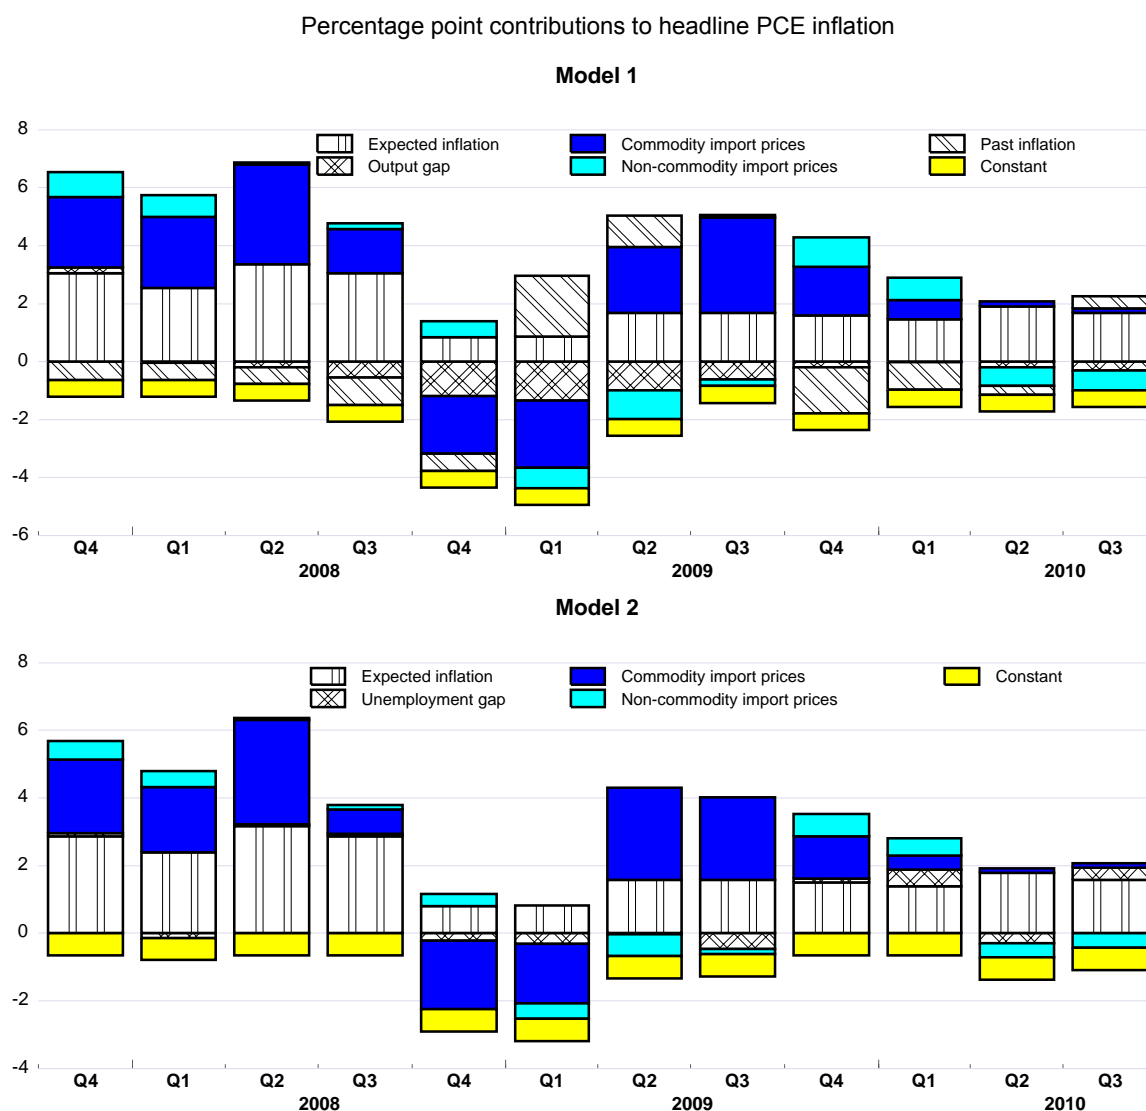 Percentage point contributions to headline PCE inflation
Model 1
Expected inflation Commodity import prices Past inflation
Output gap Non-commodity import prices Constant
8
6
4
2
0
-2
-4
-6
Q4 Q1 Q2 Q3 Q4 Q1 Q2 Q3 Q4 Q1 Q2 Q3
2008 2009 2010
Model 2
Expected inflation Commodity import prices Constant
Unemployment gap Non-commodity import prices
8
6
4
2
0
-2
-4
Q4 Q1 Q2 Q3 Q4 Q1 Q2 Q3 Q4 Q1 Q2 Q3
2008 2009 2010